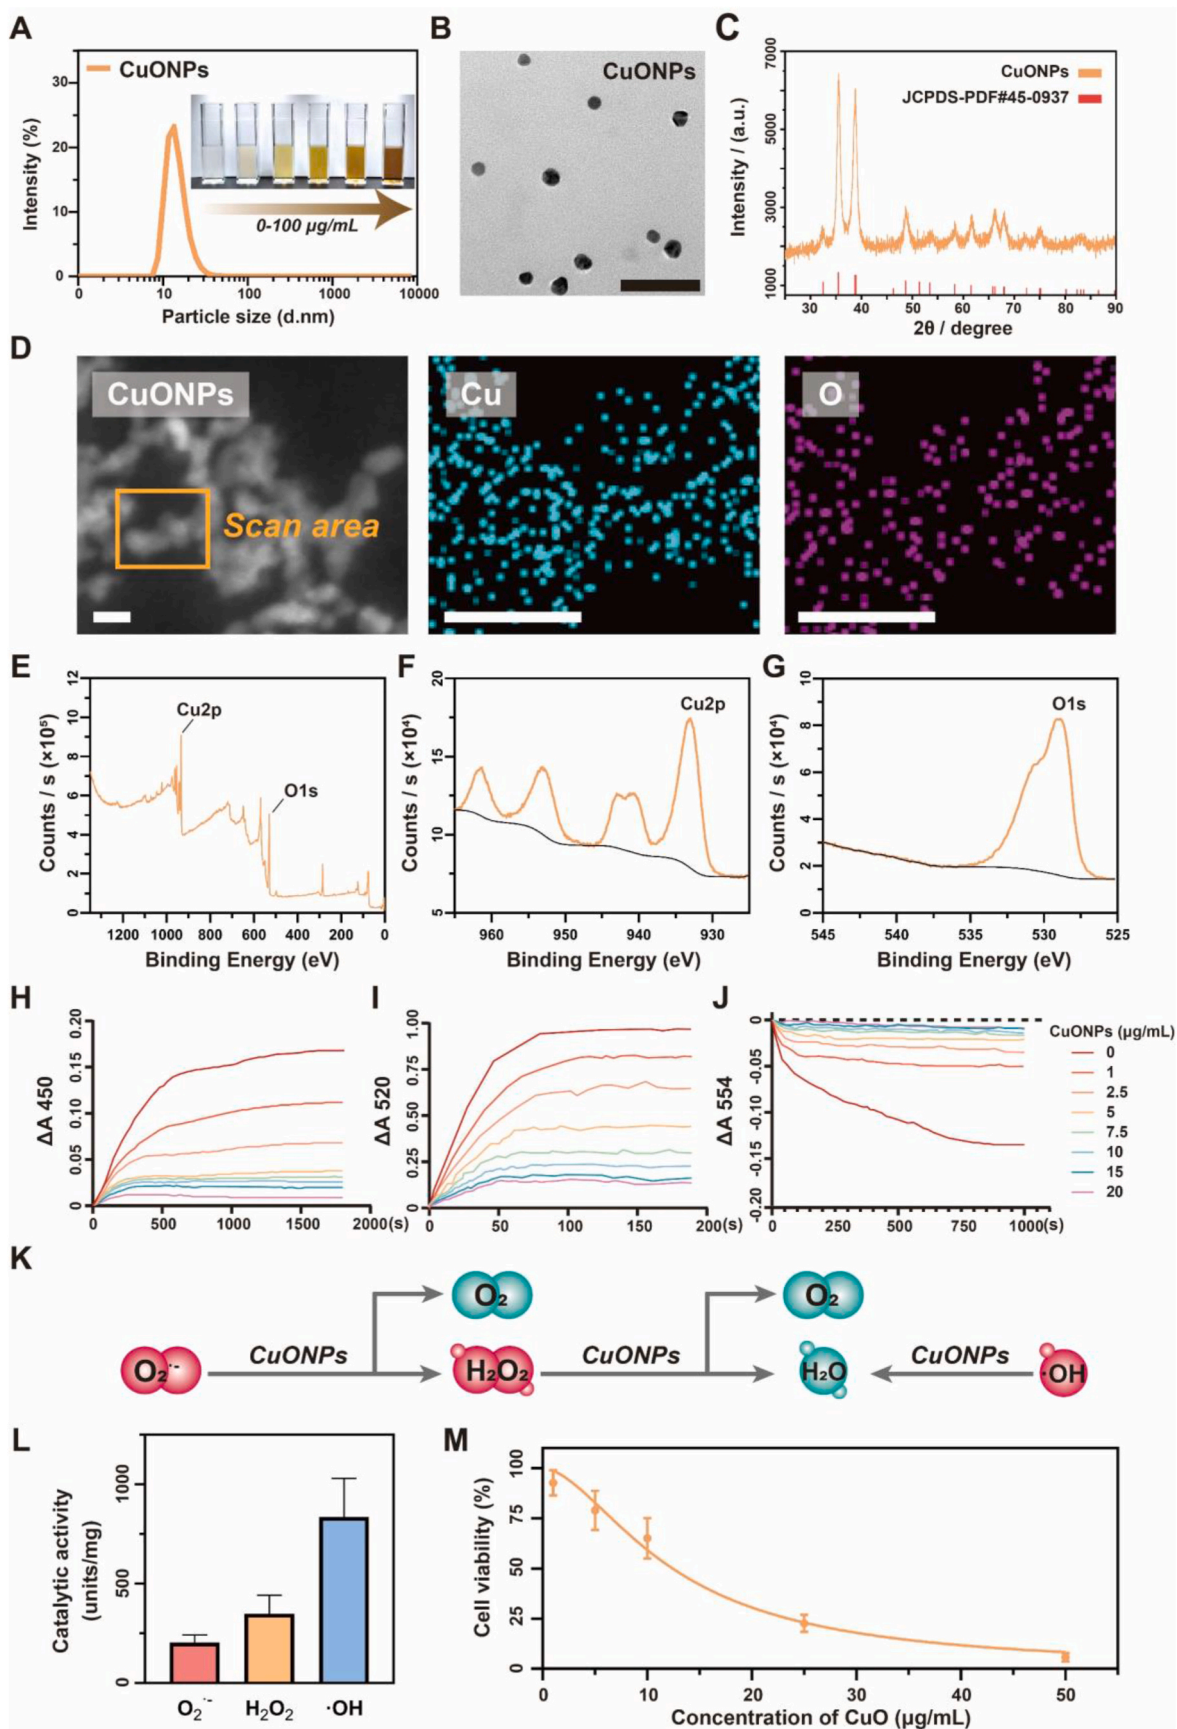 A
CuONPs
Intensity (%)
30
20
10
0
0-100 µg/mL
0 10 100 1000 10000
Particle size (d.nm)
B
CuONPs
C
CuONPs
JCPDS-PDF#45-0937
Intensity / (a.u.)
7000
5000
3000
1000
30 40 50 60 70 80 90
2θ / degree
D
CuONPs
Scan area
Cu
O
E
Cu2p
O1s
Counts / s (×10⁵)
12
10
8
6
4
2
0
1200 1000 800 600 400 200 0
Binding Energy (eV)
F
Cu2p
Counts / s (×10⁴)
20
15
10
5
960 950 940 930
Binding Energy (eV)
G
O1s
Counts / s (×10⁴)
10
8
6
4
2
0
545 540 535 530 525
Binding Energy (eV)
H
ΔA 450
0.20
0.15
0.10
0.05
0
0 500 1000 1500 2000 (s)
I
ΔA 520
1.00
0.75
0.50
0.25
0
0 50 100 150 200 (s)
J
ΔA 554
0
-0.05
-0.10
-0.15
-0.20
0 250 500 750 1000 (s)
CuONPs (µg/mL)
0
1
2.5
5
7.5
10
15
20
K
O₂
O₂
O₂·⁻
CuONPs
H₂O₂
CuONPs
H₂O
CuONPs
·OH
L
Catalytic activity
(units/mg)
1000
500
0
O₂·⁻ H₂O₂ ·OH
M
Cell viability (%)
100
75
50
25
0
0 10 20 30 40 50
Concentration of CuO (µg/mL)